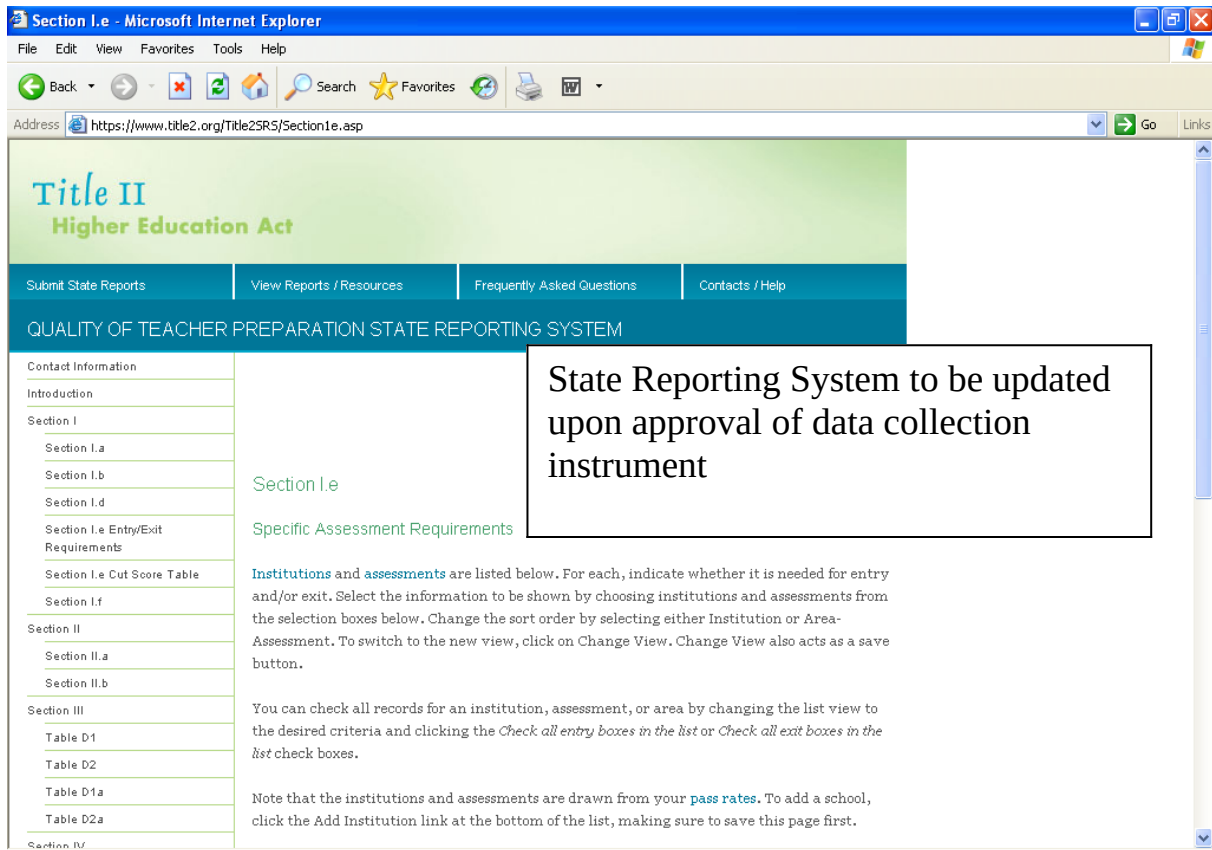 Section I.e - Microsoft Internet Explorer
File Edit View Favorites Tools Help
Back Search Favorites
Address https://www.title2.org/Title2SRS/Section1e.asp Go Links
Title II
Higher Education Act
Submit State Reports View Reports / Resources Frequently Asked Questions Contacts / Help
QUALITY OF TEACHER PREPARATION STATE REPORTING SYSTEM
State Reporting System to be updated
upon approval of data collection
instrument
Contact Information
Introduction
Section I
Section I.a
Section I.b
Section I.d
Section I.e Entry/Exit
Requirements
Section I.e Cut Score Table
Section I.f
Section II
Section II.a
Section II.b
Section III
Table D1
Table D2
Table D1a
Table D2a
Section IV
Section I.e
Specific Assessment Requirements
Institutions and assessments are listed below. For each, indicate whether it is needed for entry
and/or exit. Select the information to be shown by choosing institutions and assessments from
the selection boxes below. Change the sort order by selecting either Institution or Area-
Assessment. To switch to the new view, click on Change View. Change View also acts as a save
button.
You can check all records for an institution, assessment, or area by changing the list view to
the desired criteria and clicking the Check all entry boxes in the list or Check all exit boxes in the
list check boxes.
Note that the institutions and assessments are drawn from your pass rates. To add a school,
click the Add Institution link at the bottom of the list, making sure to save this page first.